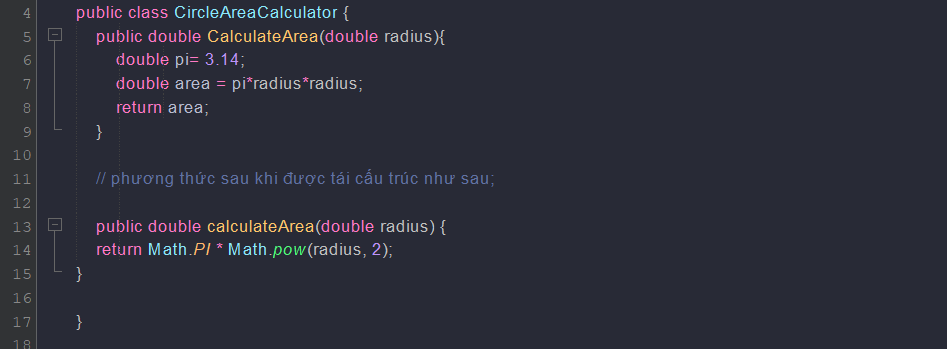 4 public class CircleAreaCalculator {
5 public double CalculateArea(double radius){
6 double pi= 3.14;
7 double area = pi*radius*radius;
8 return area;
9 }
10
11 // phương thức sau khi được tái cấu trúc như sau;
12
13 public double calculateArea(double radius) {
14 return Math.PI * Math.pow(radius, 2);
15 }
16
17 }
18